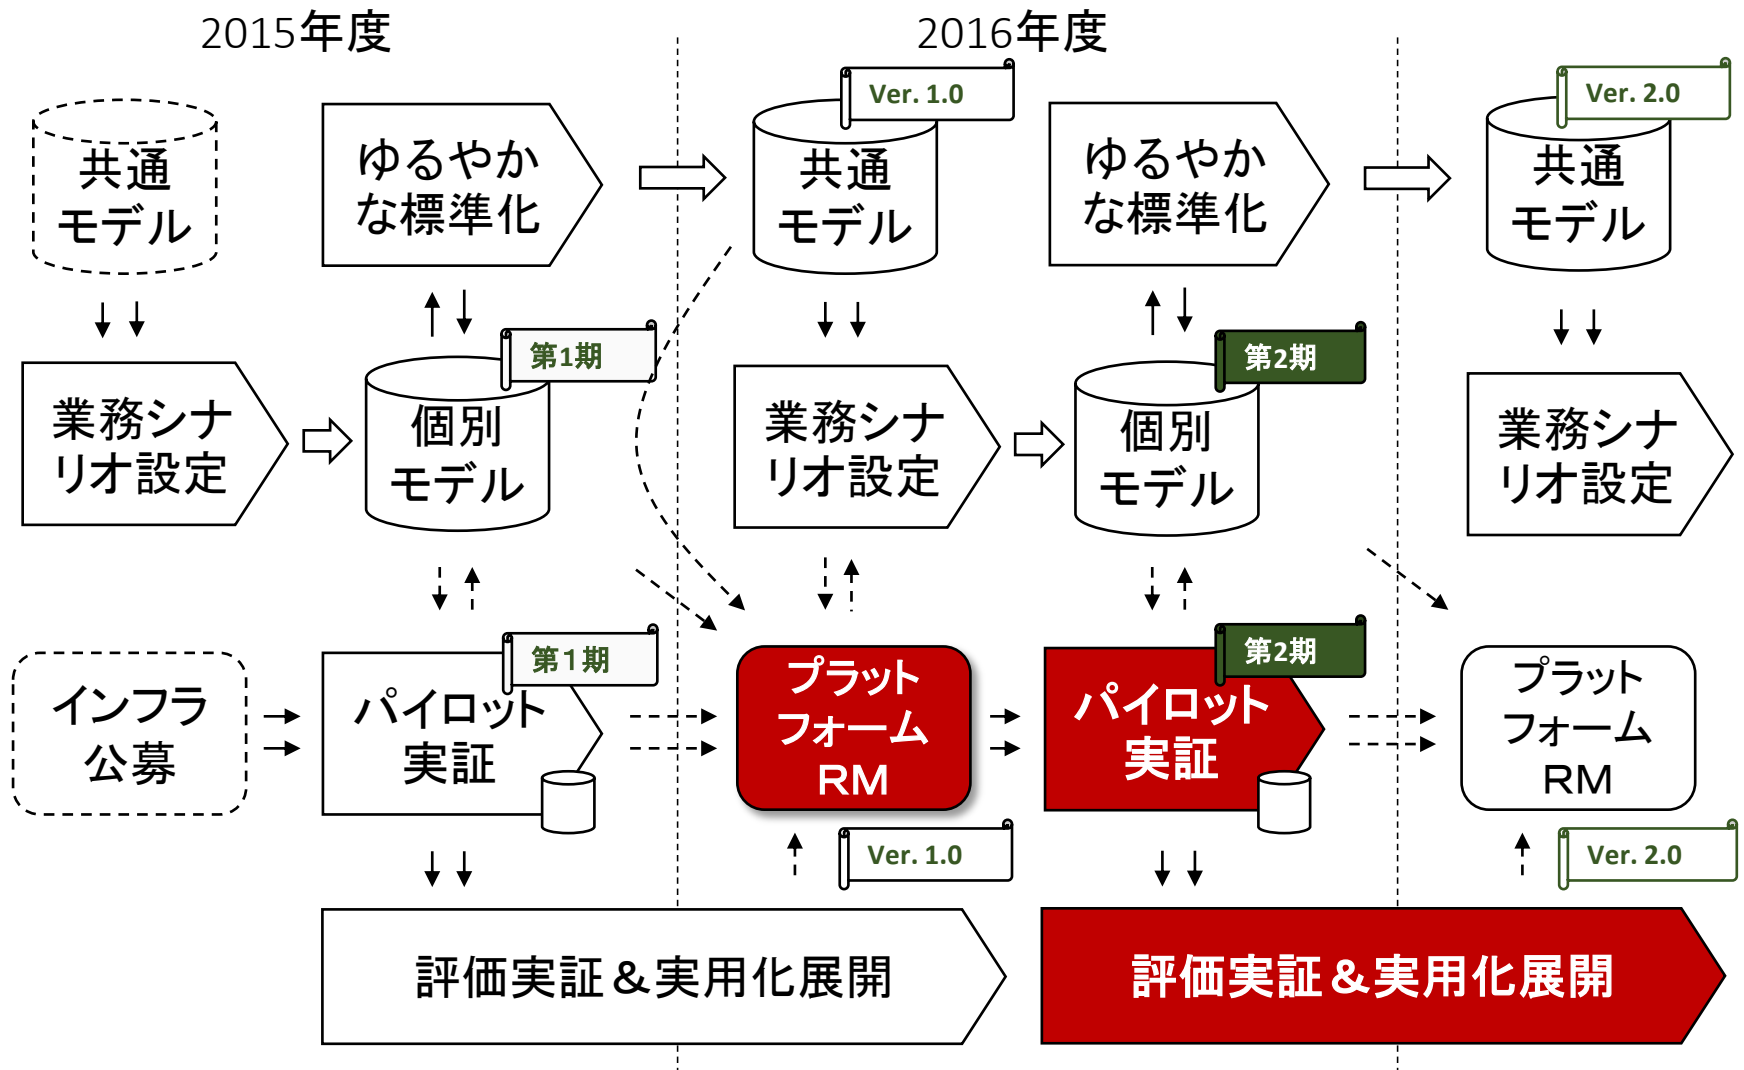 2015年度
2016年度
共通
モデル
ゆるやか
な標準化
Ver. 1.0
共通
モデル
ゆるやか
な標準化
Ver. 2.0
共通
モデル
業務シナ
リオ設定
第1期
個別
モデル
業務シナ
リオ設定
第2期
個別
モデル
業務シナ
リオ設定
インフラ
公募
第１期
パイロット
実証
プラット
フォーム
ＲＭ
Ver. 1.0
第2期
パイロット
実証
プラット
フォーム
ＲＭ
Ver. 2.0
評価実証＆実用化展開
評価実証＆実用化展開